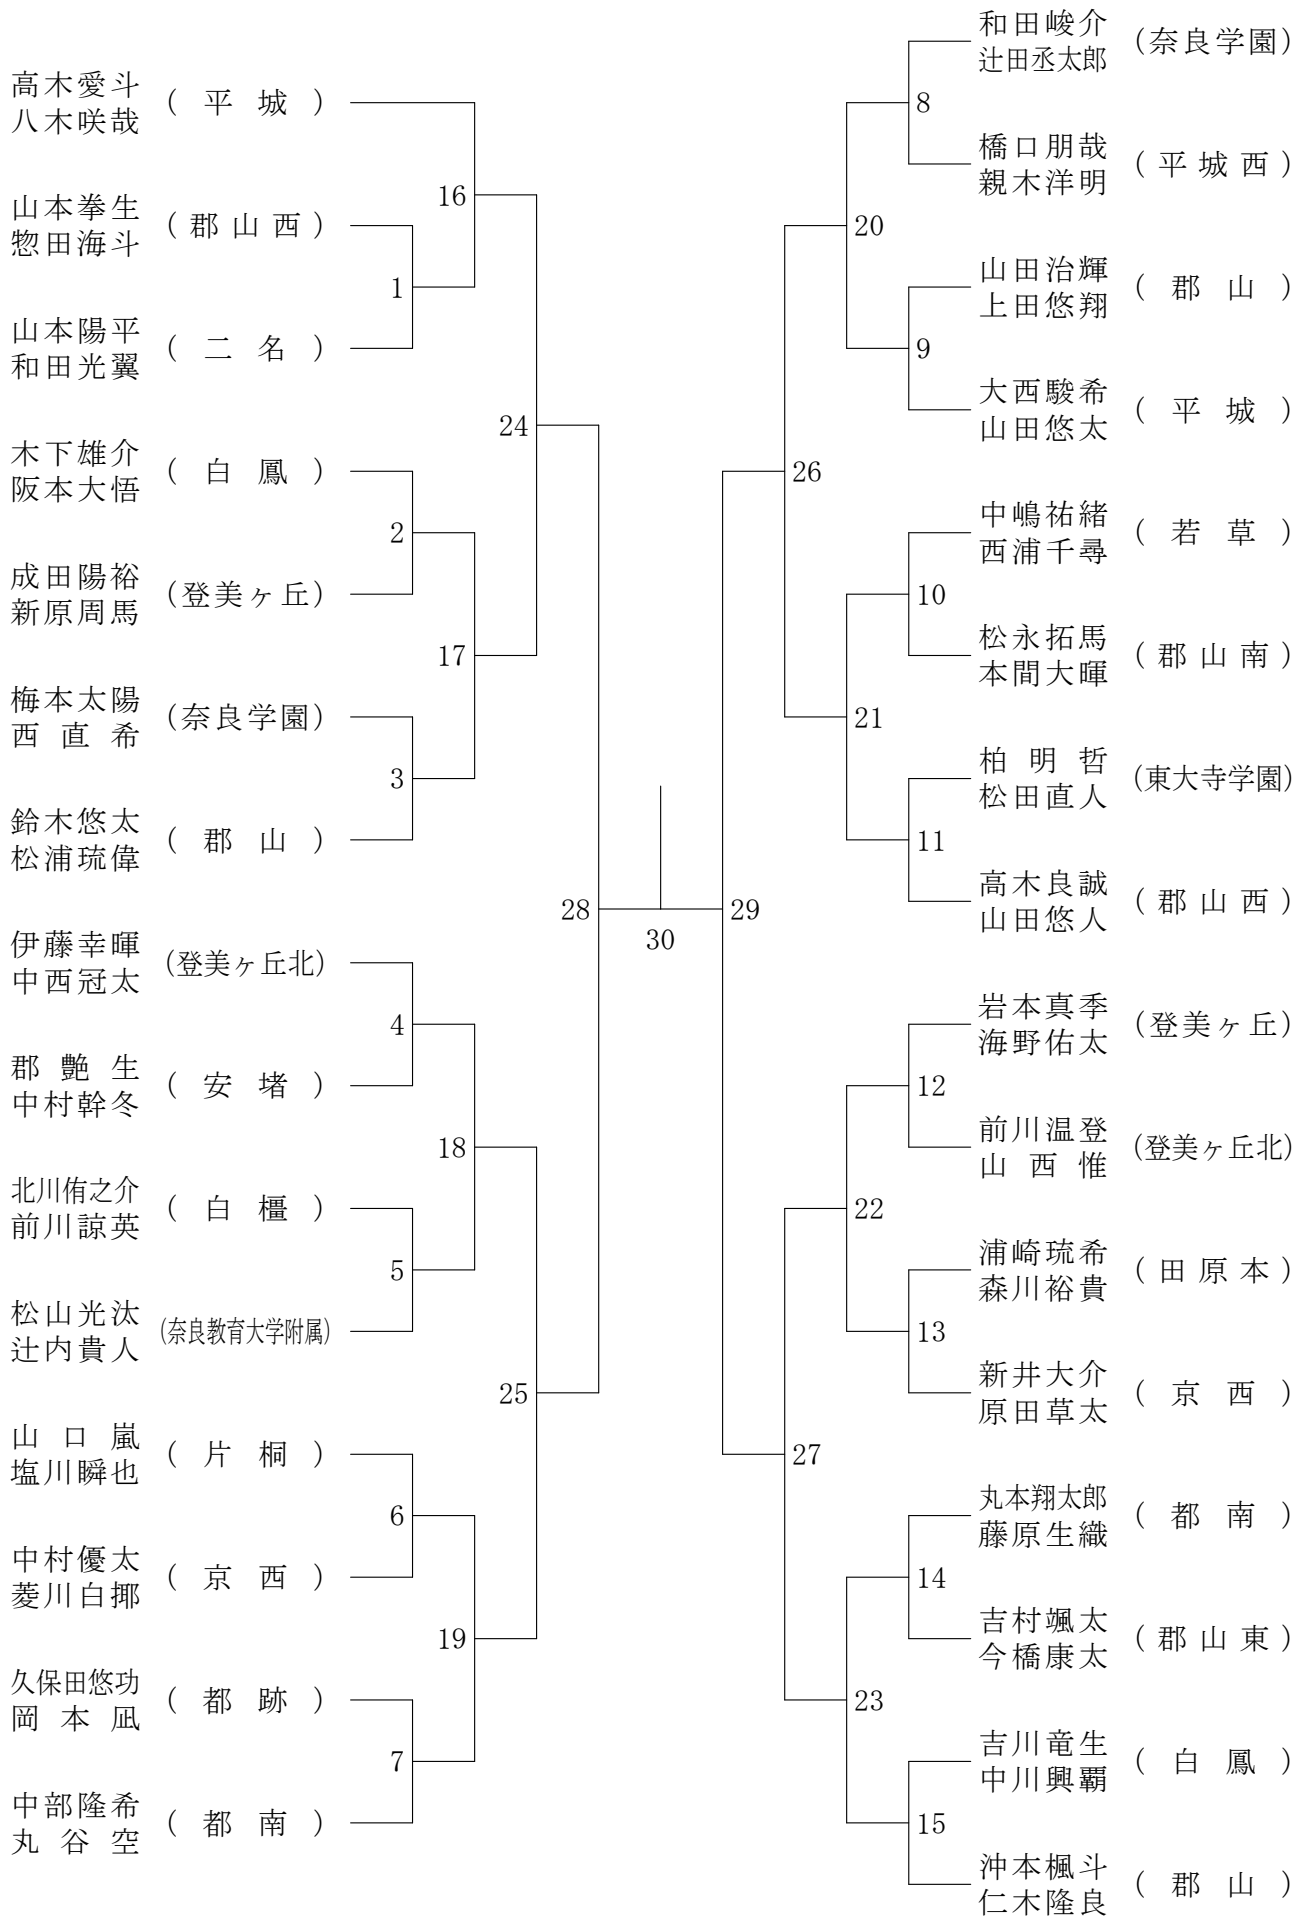 高木愛斗
八木咲哉
(平城)
山本拳生
惣田海斗
(郡山西)
山本陽平
和田光翼
(二名)
木下雄介
阪本大悟
(白鳳)
成田陽裕
新原周馬
(登美ヶ丘)
梅本太陽
西直希
(奈良学園)
鈴木悠太
松浦琉偉
(郡山)
伊藤幸暉
中西冠太
(登美ヶ丘北)
郡艶生
中村幹冬
(安堵)
北川侑之介
前川諒英
(白橿)
松山光汰
辻内貴人
(奈良教育大学附属)
山口嵐
塩川瞬也
(片桐)
中村優太
菱川白揶
(京西)
久保田悠功
岡本凪
(都跡)
中部隆希
丸谷空
(都南)
1
2
3
4
5
6
7
16
17
18
19
24
25
28
30
29
26
27
20
21
22
23
8
9
10
11
12
13
14
15
和田峻介
辻田丞太郎
(奈良学園)
橋口朋哉
親木洋明
(平城西)
山田治輝
上田悠翔
(郡山)
大西駿希
山田悠太
(平城)
中嶋祐緒
西浦千尋
(若草)
松永拓馬
本間大暉
(郡山南)
柏明哲
松田直人
(東大寺学園)
高木良誠
山田悠人
(郡山西)
岩本真季
海野佑太
(登美ヶ丘)
前川温登
山西惟
(登美ヶ丘北)
浦崎琉希
森川裕貴
(田原本)
新井大介
原田草太
(京西)
丸本翔太郎
藤原生織
(都南)
吉村颯太
今橋康太
(郡山東)
吉川竜生
中川興覇
(白鳳)
沖本楓斗
仁木隆良
(郡山)